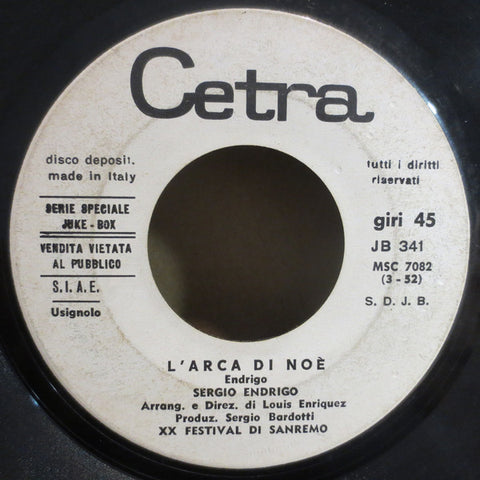 Cetra
disco deposit.
made in Italy
tutti i diritti
riservati
SERIE SPECIALE
JUKE-BOX
VENDITA VIETATA
AL PUBBLICO
S.I.A.E.
Usignolo
giri 45
JB 341
MSC 7082
(3-52)
S.D.J.B.
L'ARCA DI NOÈ
Endrigo
SERGIO ENDRIGO
Arrang. e Direz. di Louis Enriquez
Produz. Sergio Bardotti
XX FESTIVAL DI SANREMO